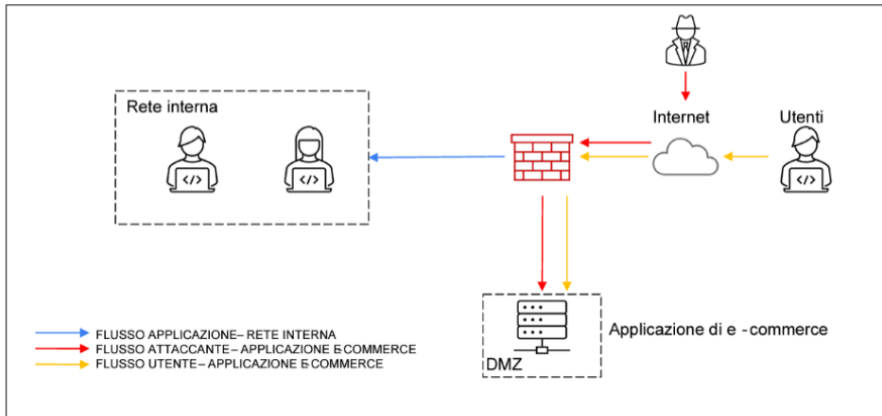 Rete interna
Internet
Utenti
Applicazione di e - commerce
DMZ
FLUSSO APPLICAZIONE– RETE INTERNA
FLUSSO ATTACCANTE– APPLICAZIONE E-COMMERCE
FLUSSO UTENTE– APPLICAZIONE E-COMMERCE